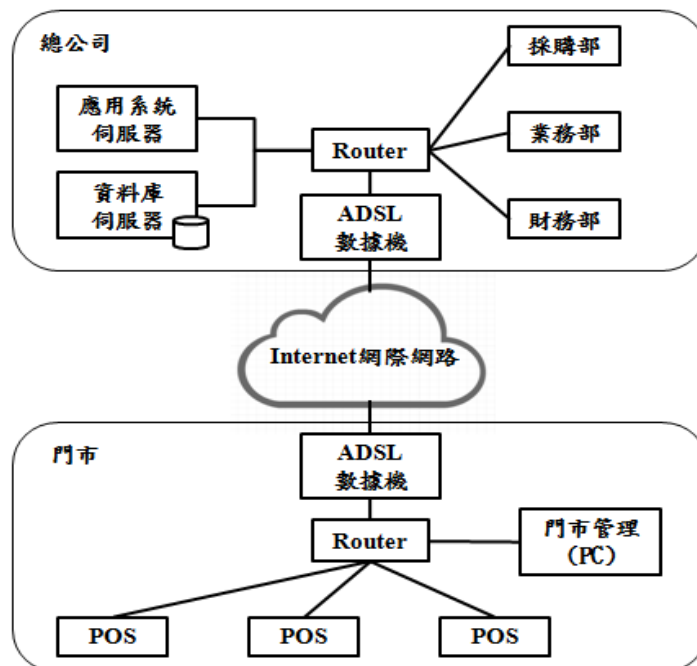 總公司
採購部
應用系統
伺服器
業務部
Router
資料庫
伺服器
ADSL
數據機
財務部
Internet網際網路
門市
ADSL
數據機
Router
門市管理
(PC)
POS
POS
POS